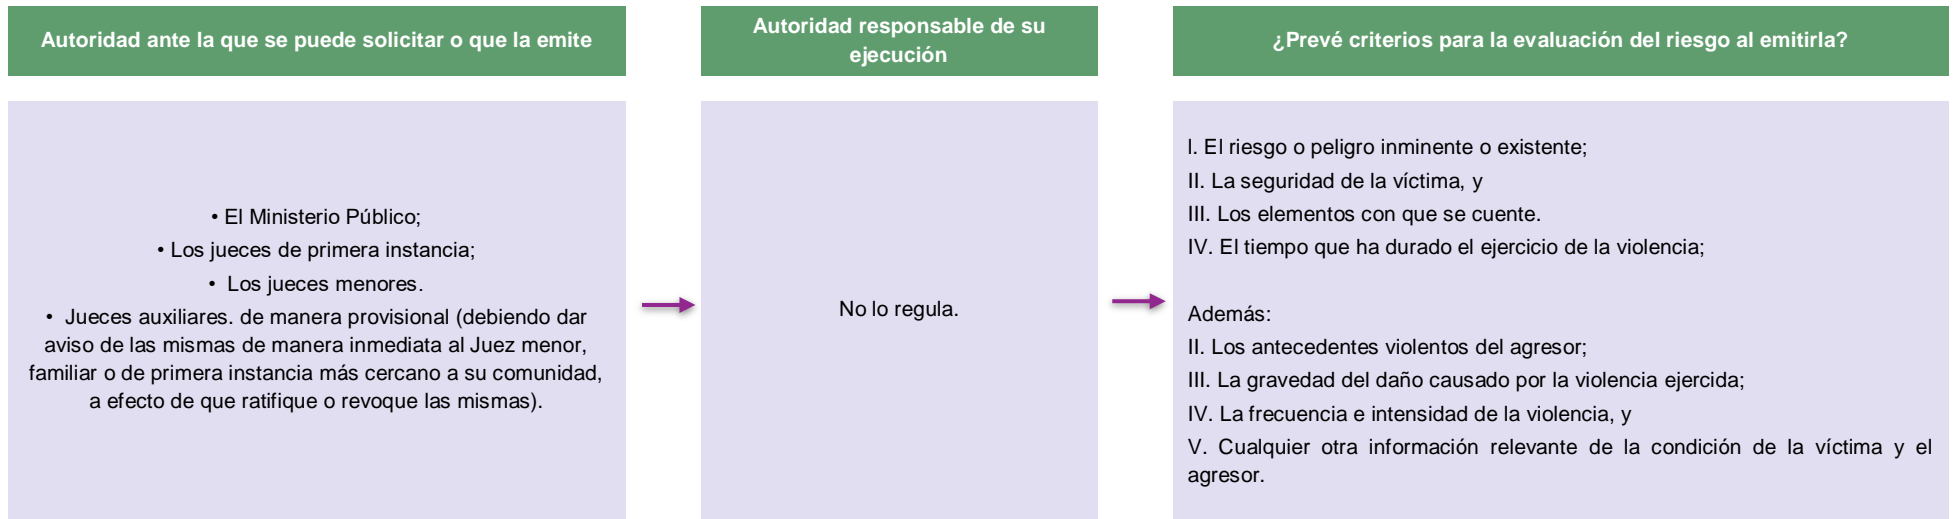 Autoridad ante la que se puede solicitar o que la emite
Autoridad responsable de su
ejecución
¿Prevé criterios para la evaluación del riesgo al emitirla?
• El Ministerio Público;
• Los jueces de primera instancia;
• Los jueces menores.
• Jueces auxiliares. de manera provisional (debiendo dar
aviso de las mismas de manera inmediata al Juez menor,
familiar o de primera instancia más cercano a su comunidad,
a efecto de que ratifique o revoque las mismas).
No lo regula.
I. El riesgo o peligro inminente o existente;
II. La seguridad de la víctima, y
III. Los elementos con que se cuente.
IV. El tiempo que ha durado el ejercicio de la violencia;
Además:
II. Los antecedentes violentos del agresor;
III. La gravedad del daño causado por la violencia ejercida;
IV. La frecuencia e intensidad de la violencia, y
V. Cualquier otra información relevante de la condición de la víctima y el
agresor.